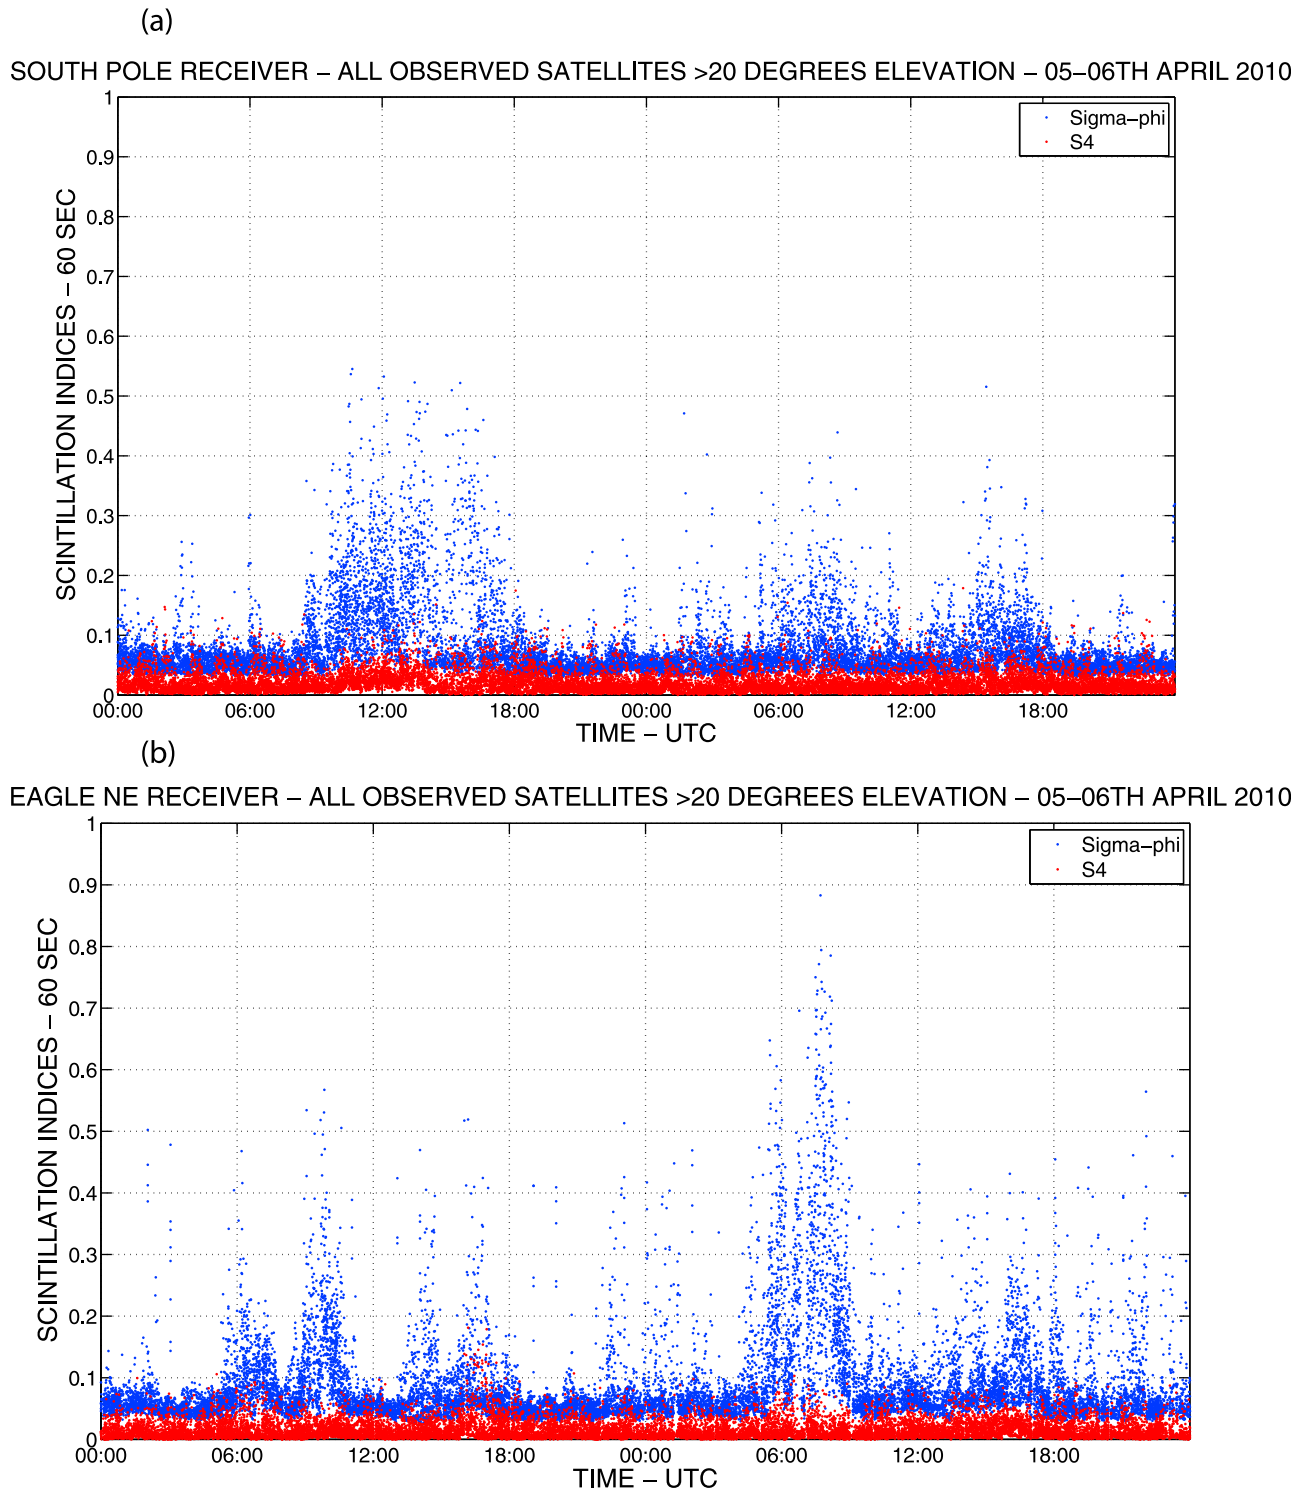 (a)
SOUTH POLE RECEIVER – ALL OBSERVED SATELLITES >20 DEGREES ELEVATION – 05–06TH APRIL 2010
1
0.9
0.8
0.7
0.6
0.5
0.4
0.3
0.2
0.1
0
SCINTILLATION INDICES – 60 SEC
Sigma–phi
S4
00:00 06:00 12:00 18:00 00:00 06:00 12:00 18:00
TIME – UTC
(b)
EAGLE NE RECEIVER – ALL OBSERVED SATELLITES >20 DEGREES ELEVATION – 05–06TH APRIL 2010
1
0.9
0.8
0.7
0.6
0.5
0.4
0.3
0.2
0.1
0
SCINTILLATION INDICES – 60 SEC
Sigma–phi
S4
00:00 06:00 12:00 18:00 00:00 06:00 12:00 18:00
TIME – UTC